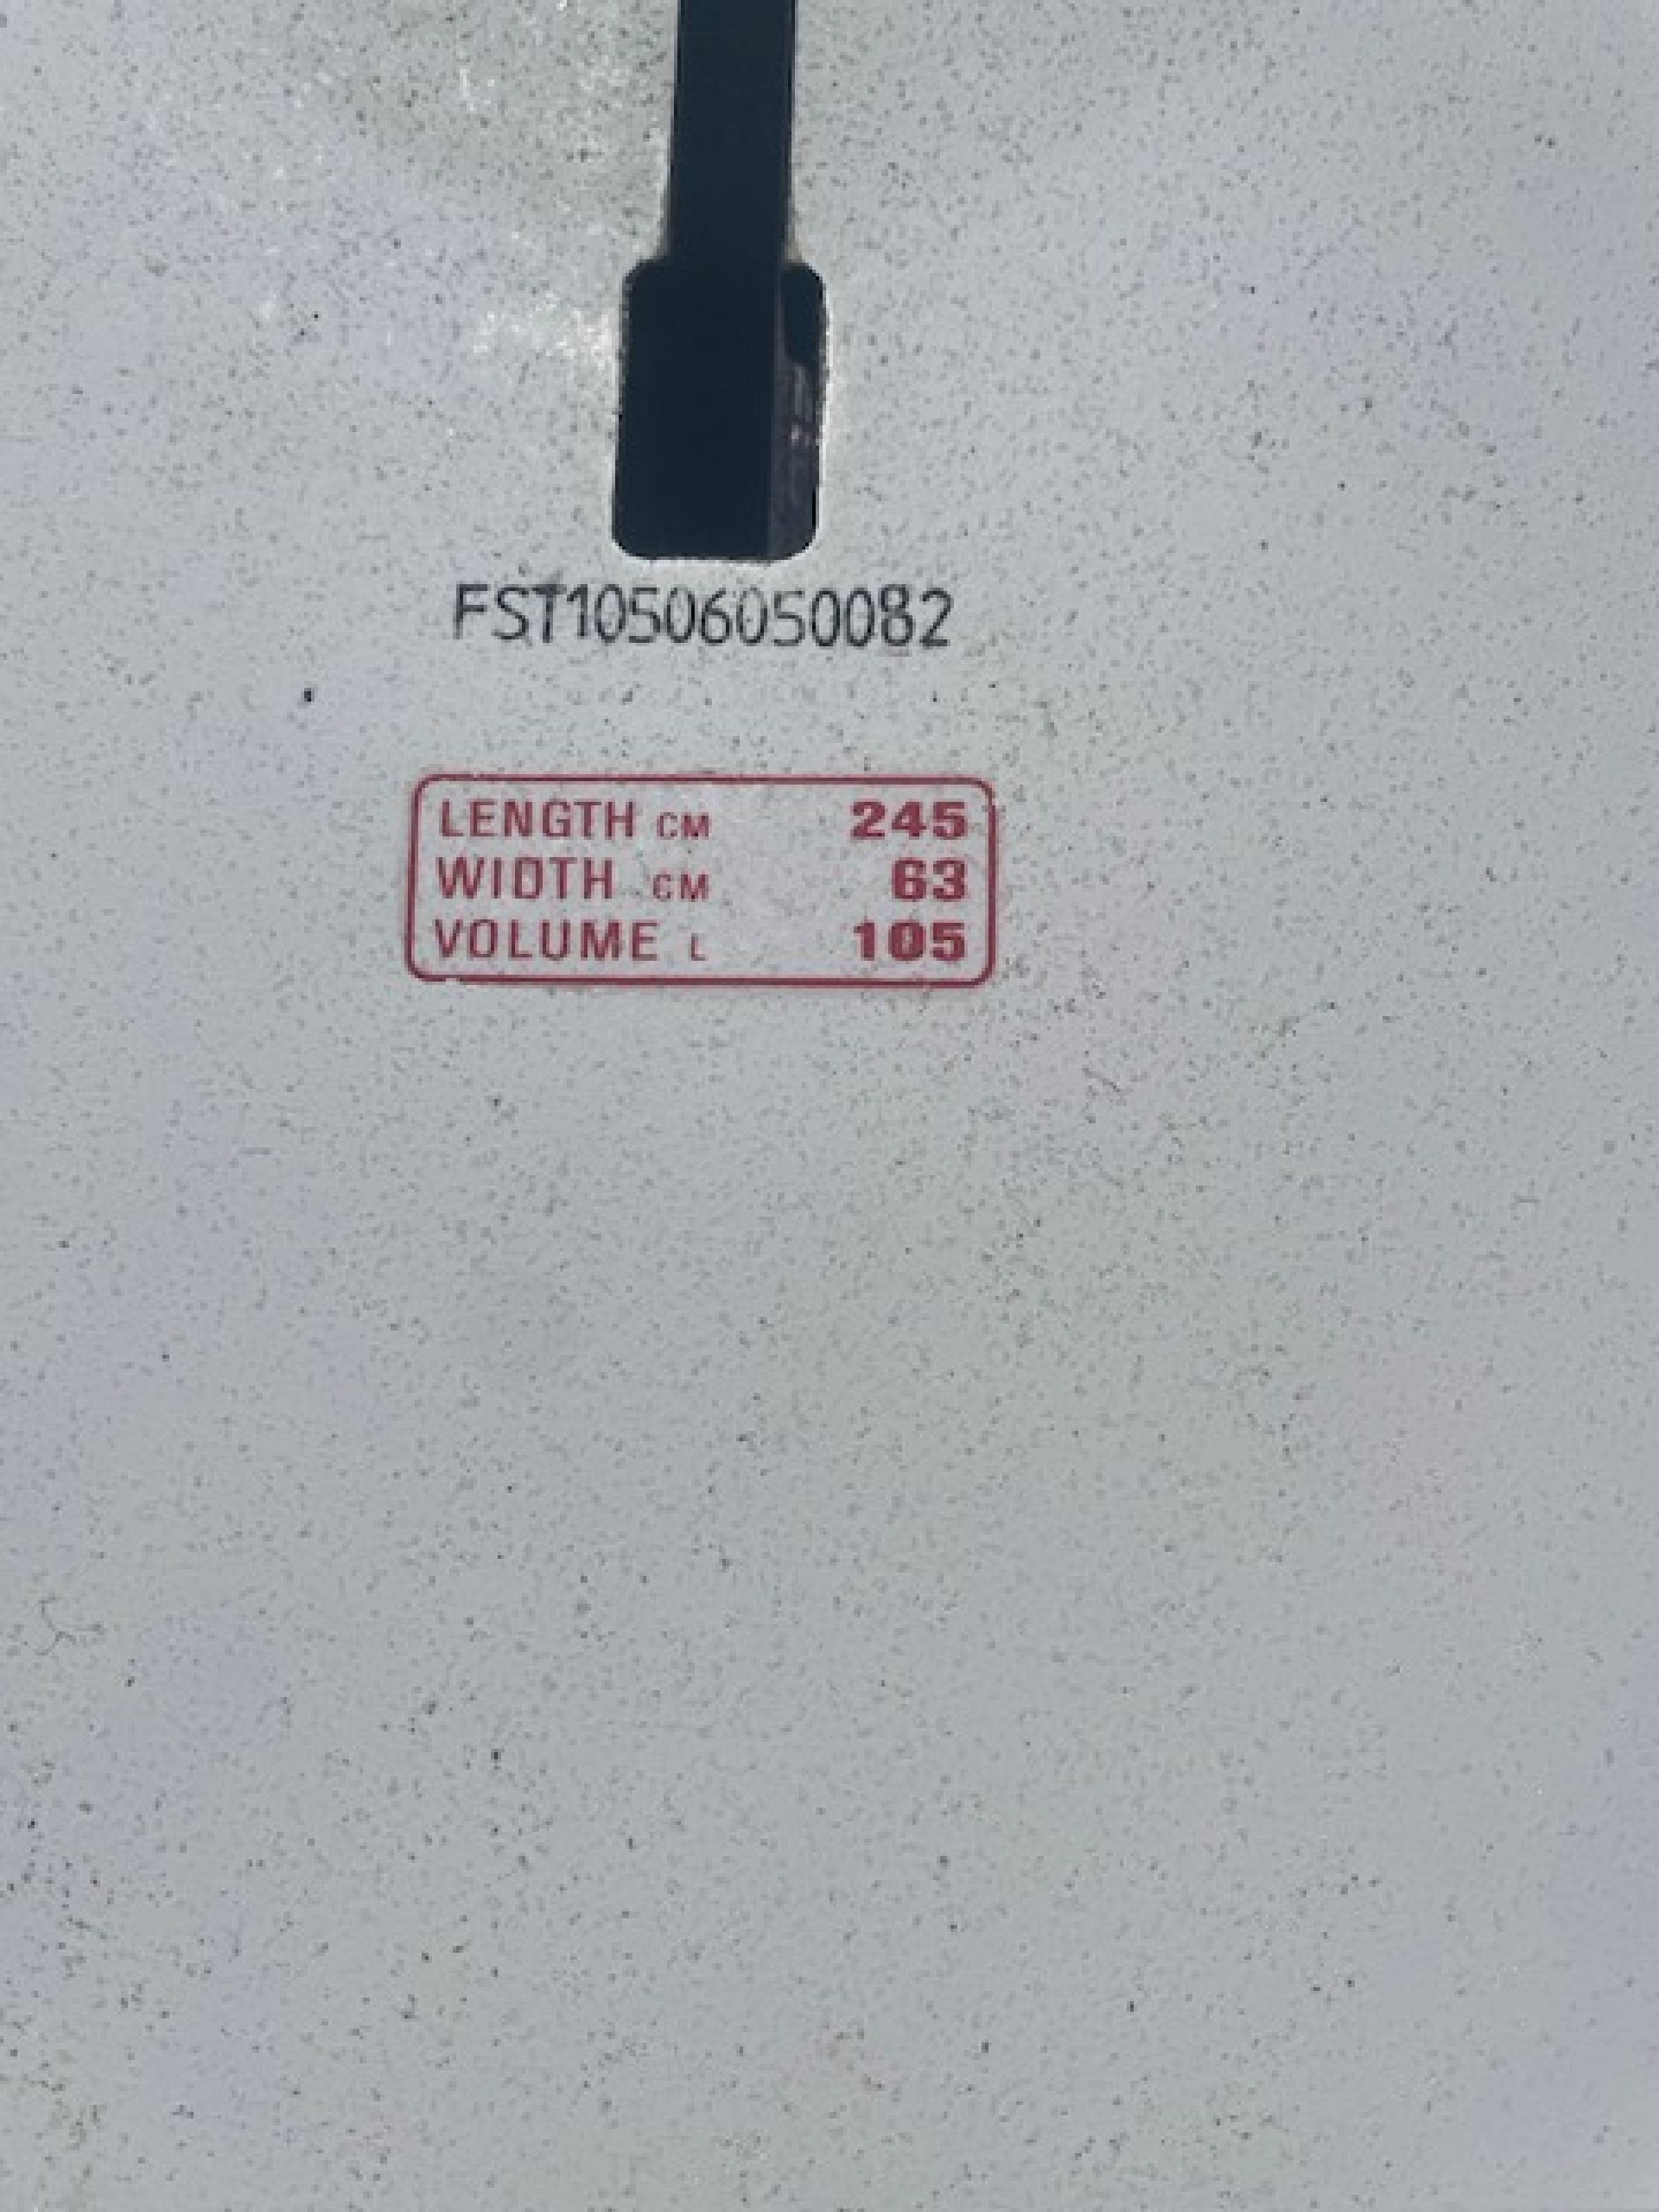 FST10506050082
LENGTH CM 245
WIDTH CM 63
VOLUME L 105